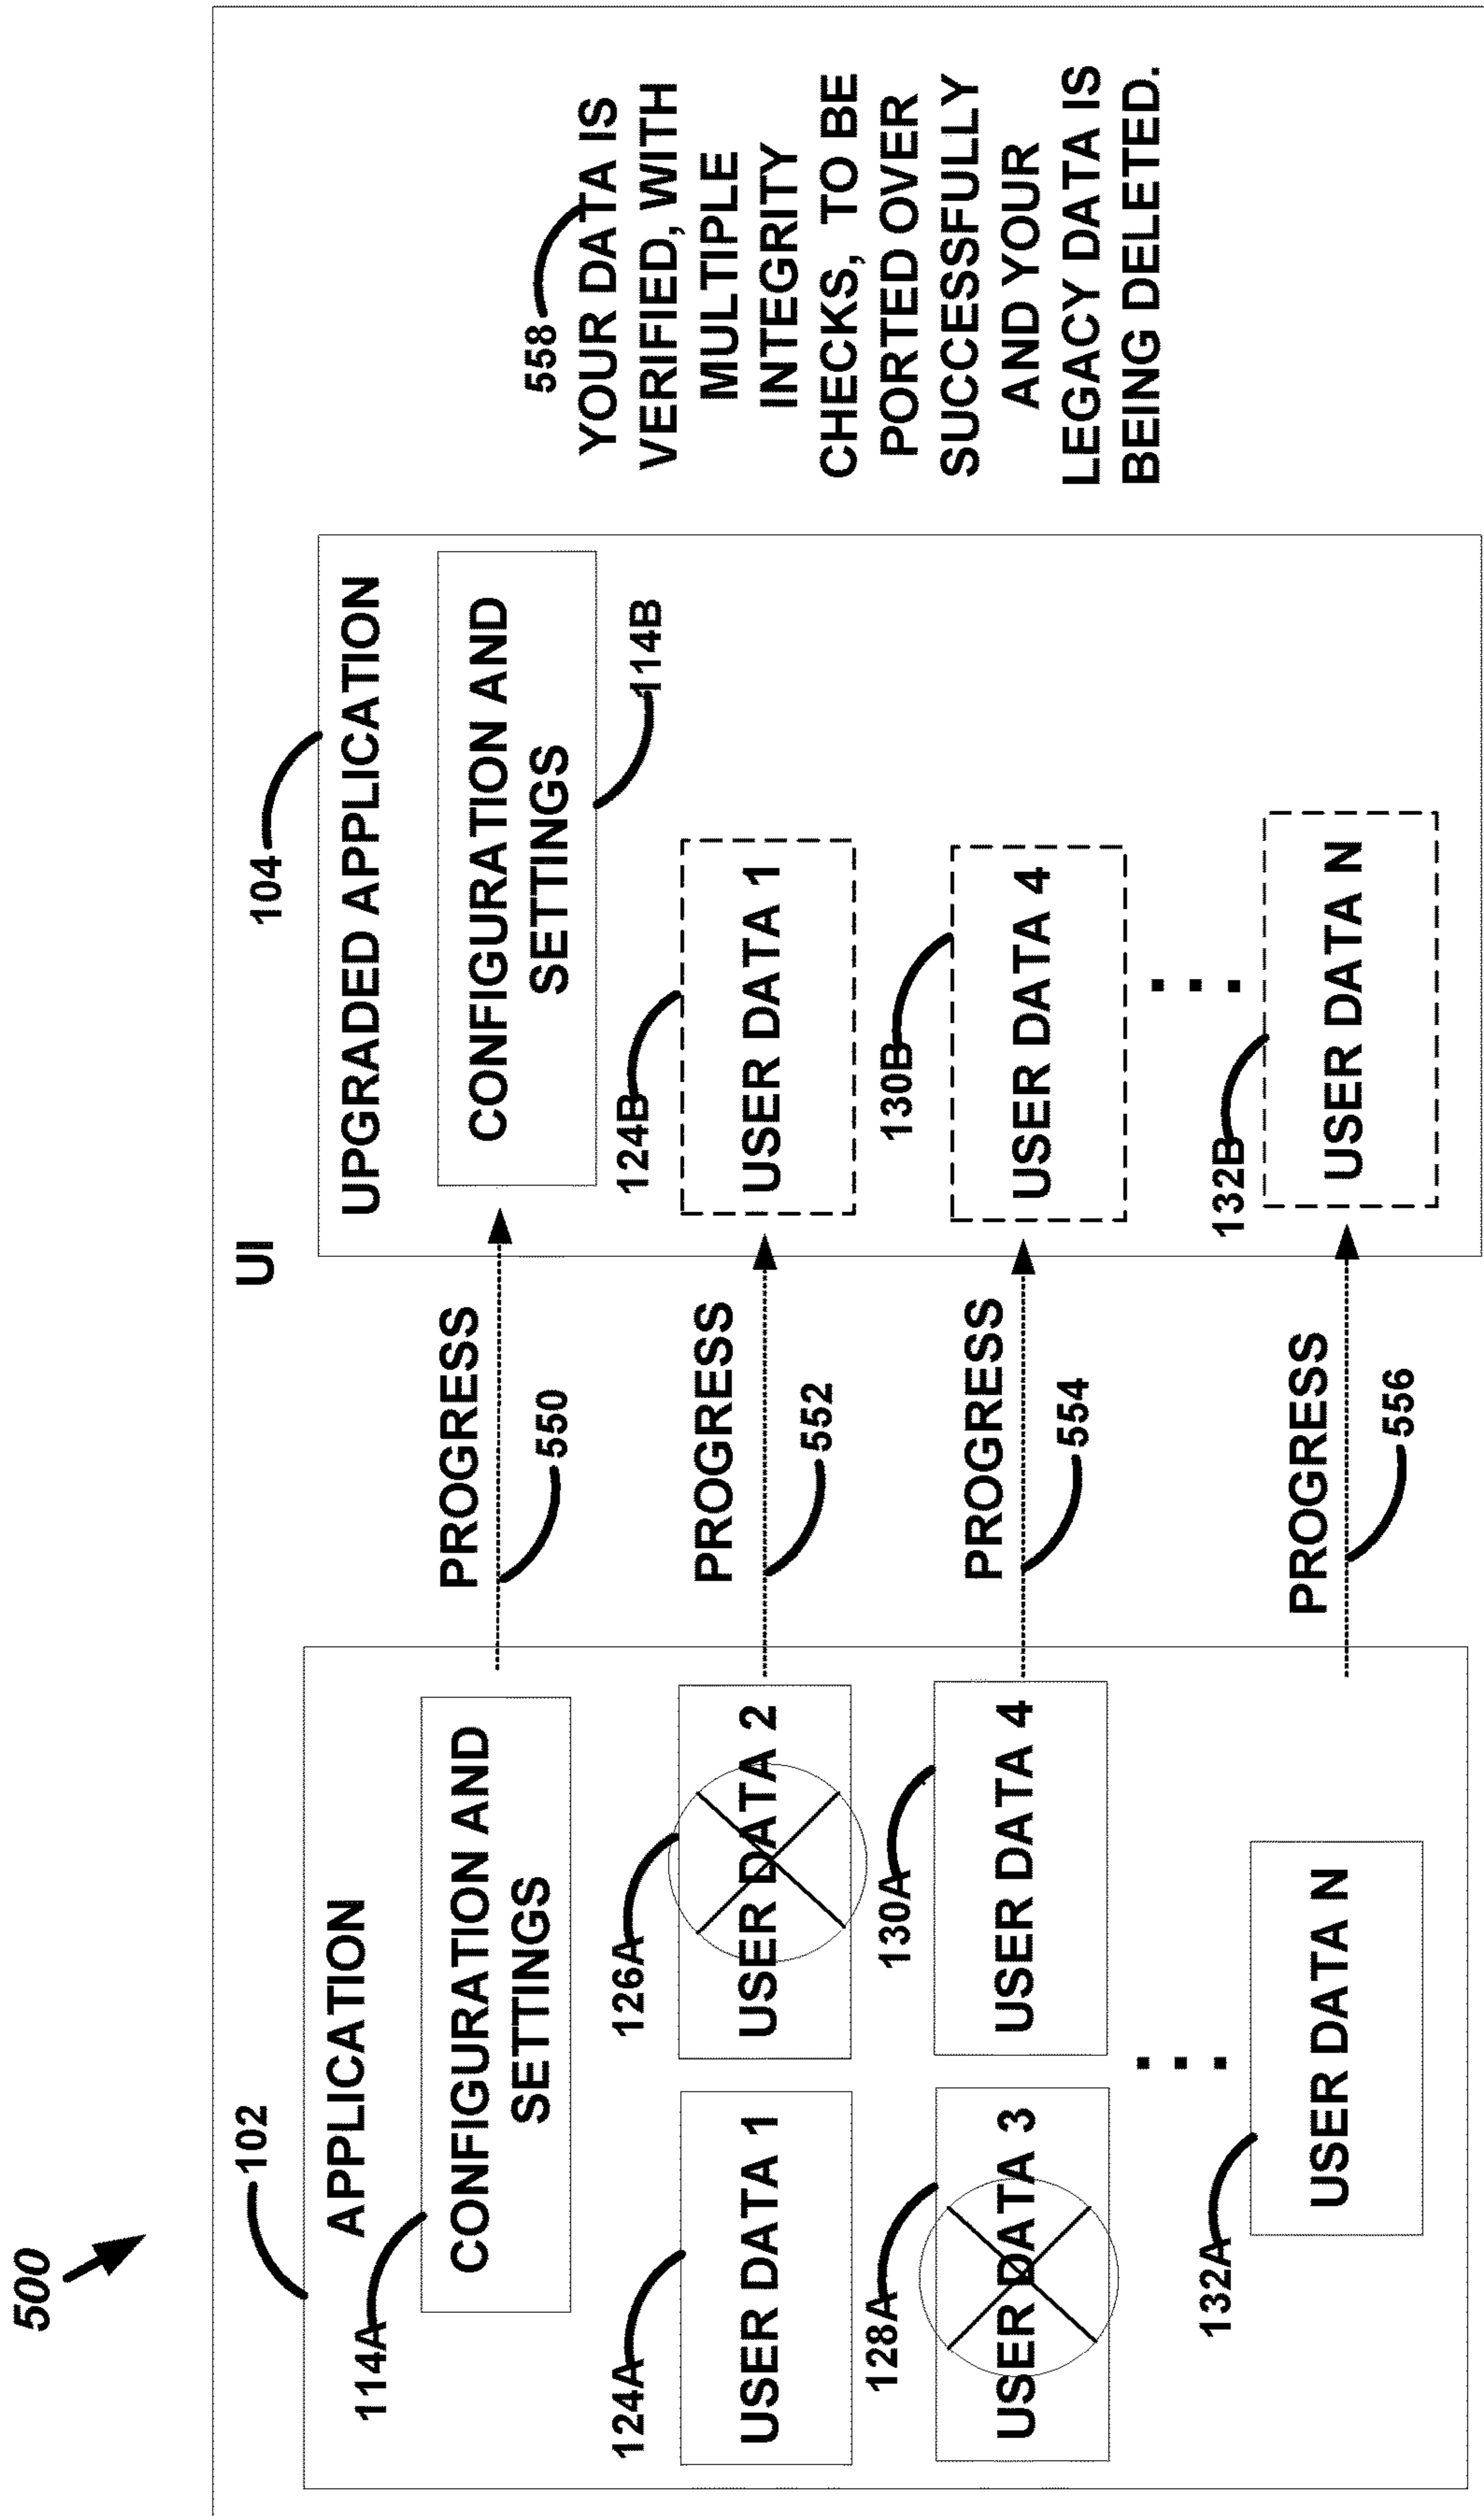 500
UI
102
APPLICATION
114A
CONFIGURATION AND
SETTINGS
124A
USER DATA 1
126A
USER DATA 2
128A
USER DATA 3
130A
USER DATA 4
132A
USER DATA N
PROGRESS
550
PROGRESS
552
PROGRESS
554
PROGRESS
556
104
UPGRADED APPLICATION
CONFIGURATION AND
SETTINGS
114B
124B
USER DATA 1
130B
USER DATA 4
132B
USER DATA N
558
YOUR DATA IS
VERIFIED, WITH
MULTIPLE
INTEGRITY
CHECKS, TO BE
PORTED OVER
SUCCESSFULLY
AND YOUR
LEGACY DATA IS
BEING DELETED.